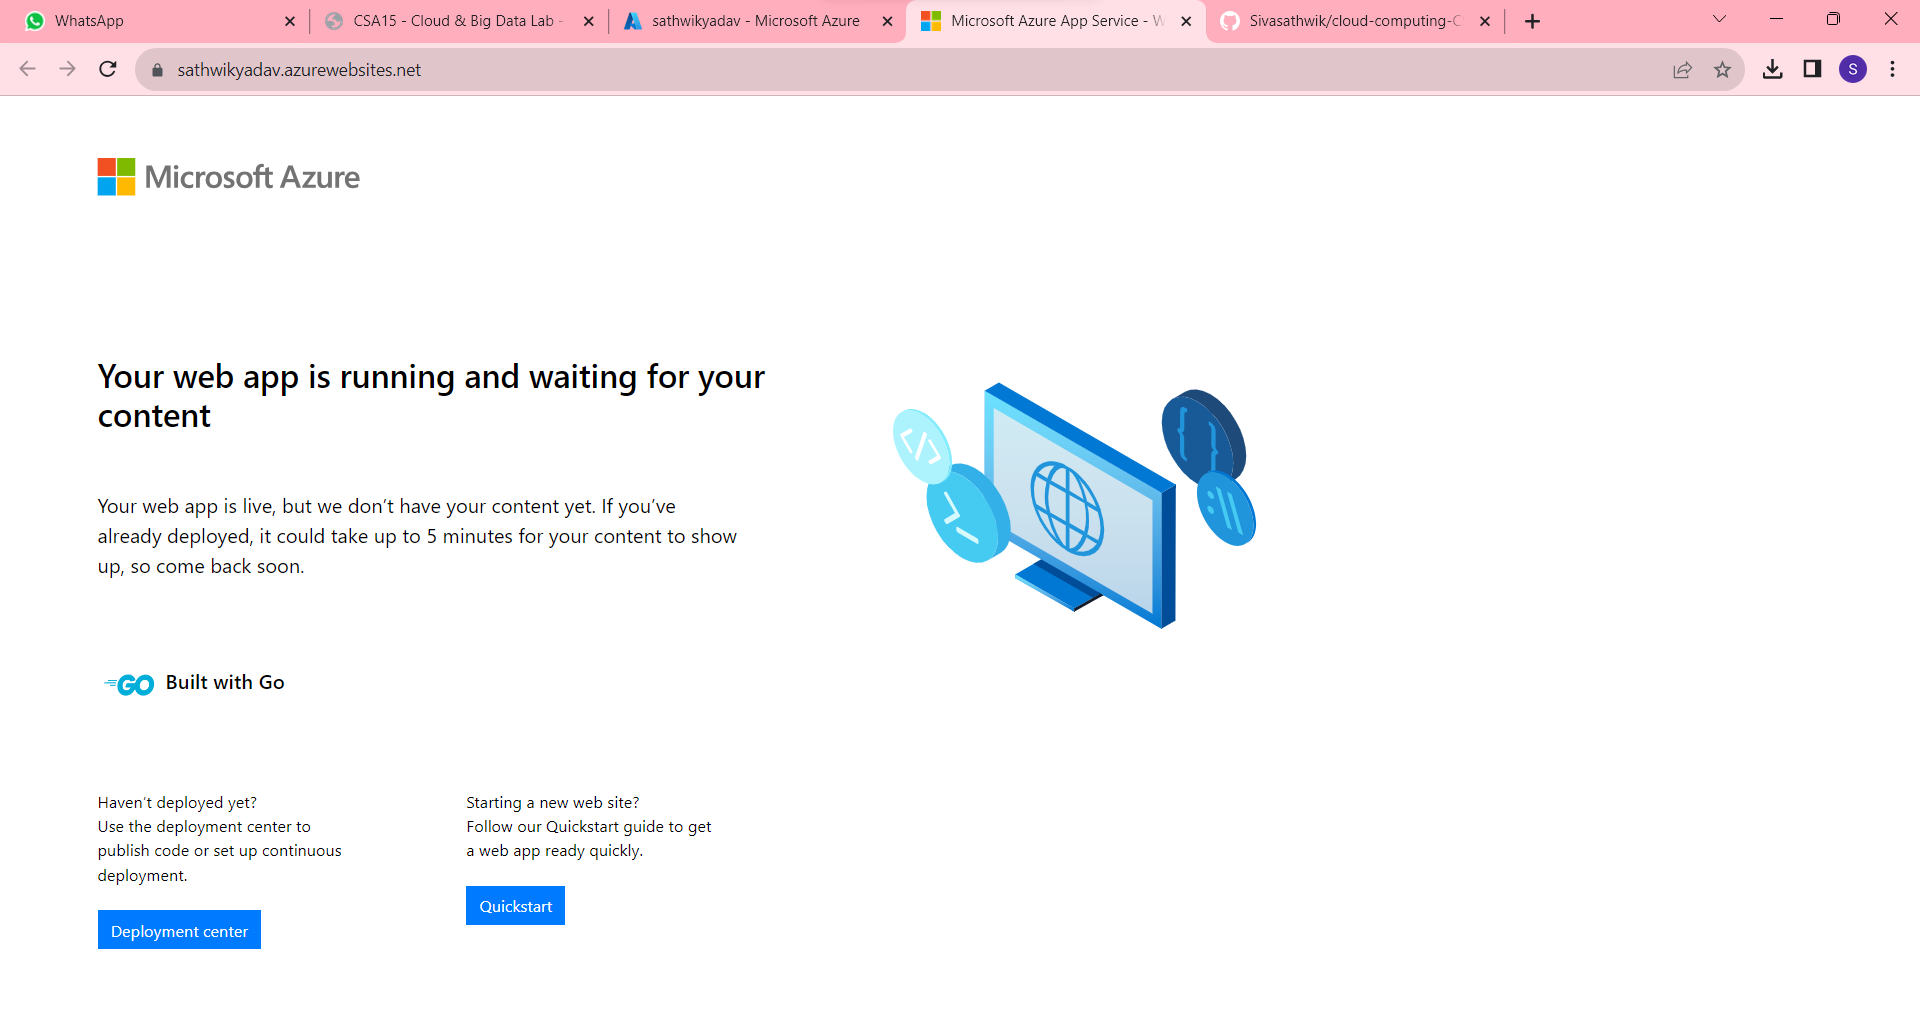 WhatsApp
CSA15 - Cloud & Big Data Lab -
sathwikyadav - Microsoft Azure
Microsoft Azure App Service - W
Sivasathwik/cloud-computing-C
sathwikyadav.azurewebsites.net
S
Microsoft Azure
Your web app is running and waiting for your
content
Your web app is live, but we don’t have your content yet. If you’ve
already deployed, it could take up to 5 minutes for your content to show
up, so come back soon.
GO Built with Go
Haven’t deployed yet?
Use the deployment center to
publish code or set up continuous
deployment.
Deployment center
Starting a new web site?
Follow our Quickstart guide to get
a web app ready quickly.
Quickstart